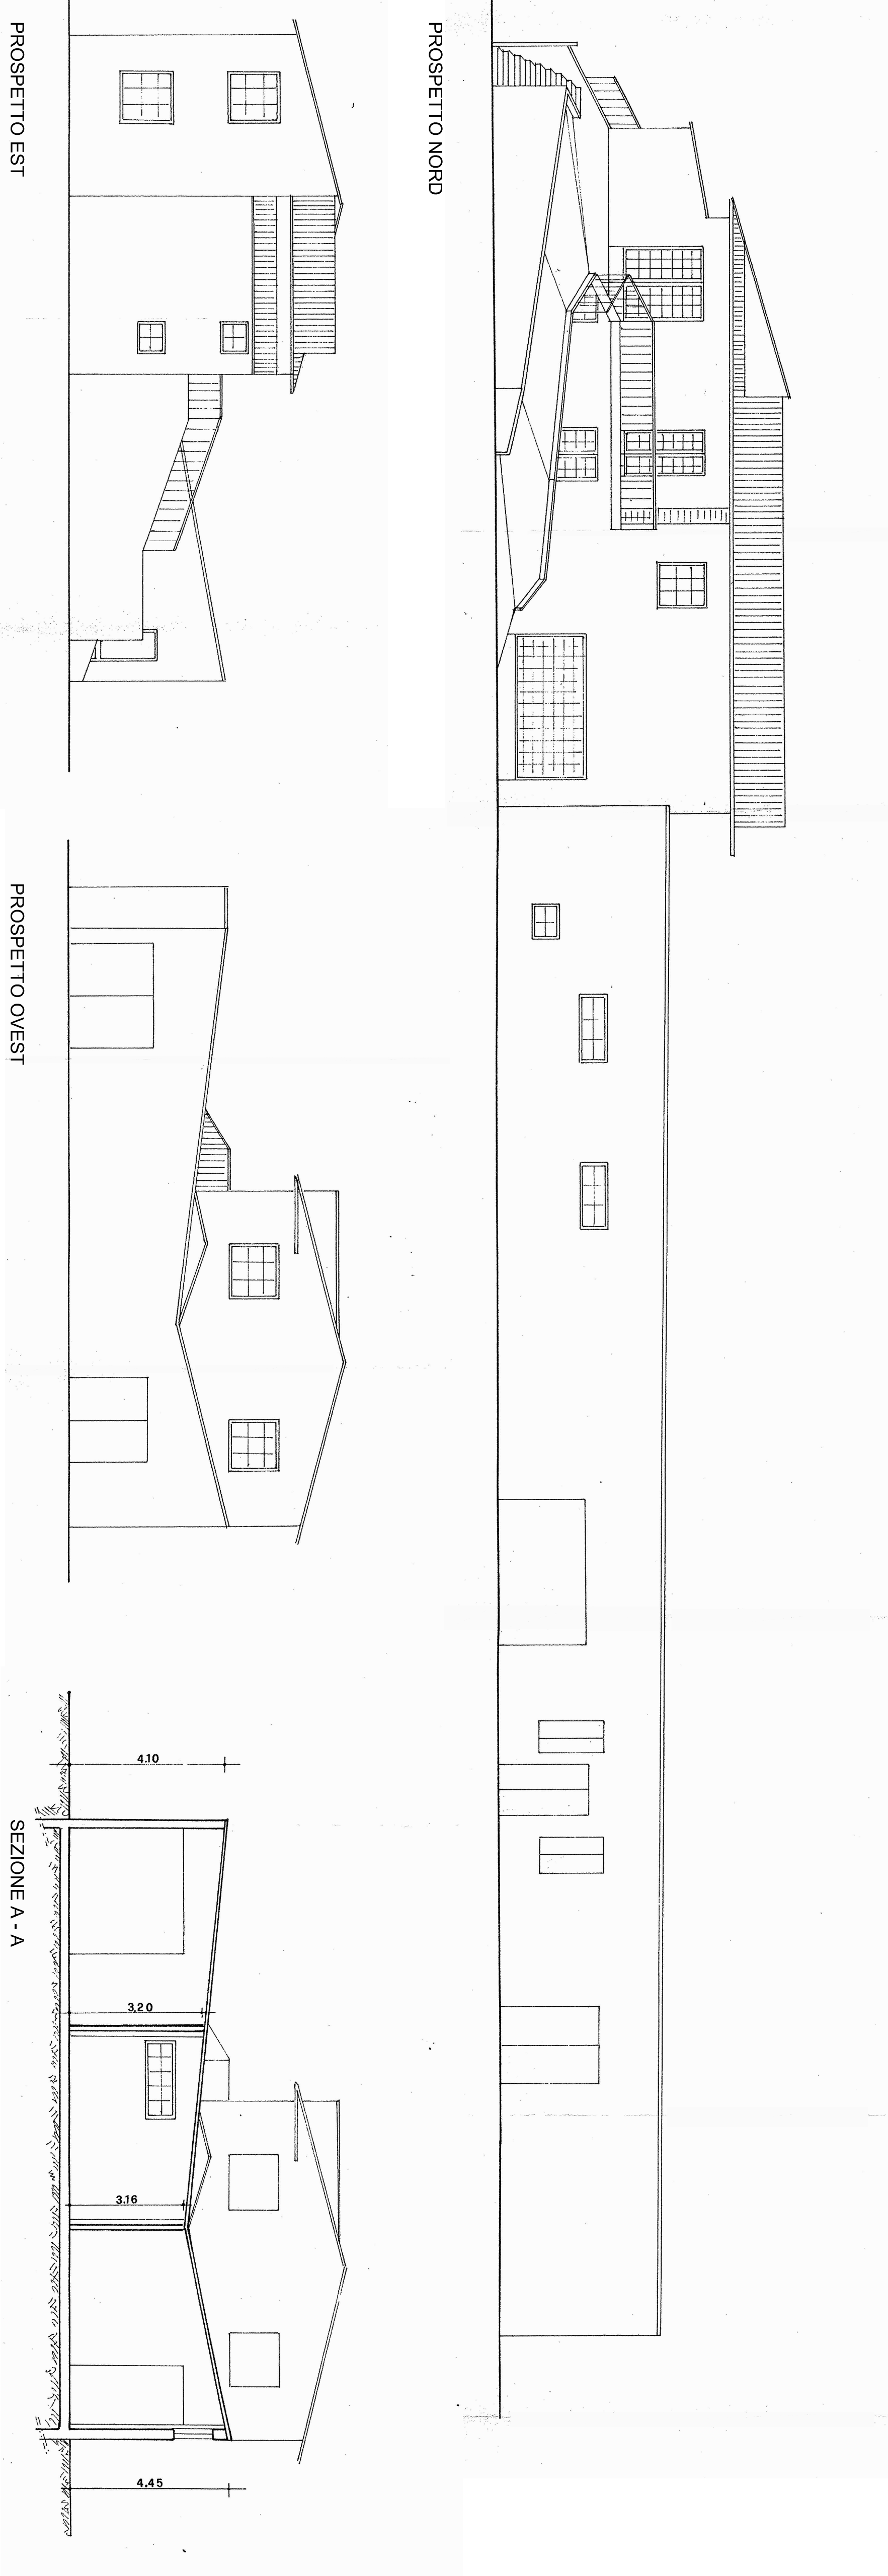 PROSPETTO NORD
PROSPETTO EST
PROSPETTO OVEST
SEZIONE A - A
4.10
3,20
3.16
4.45